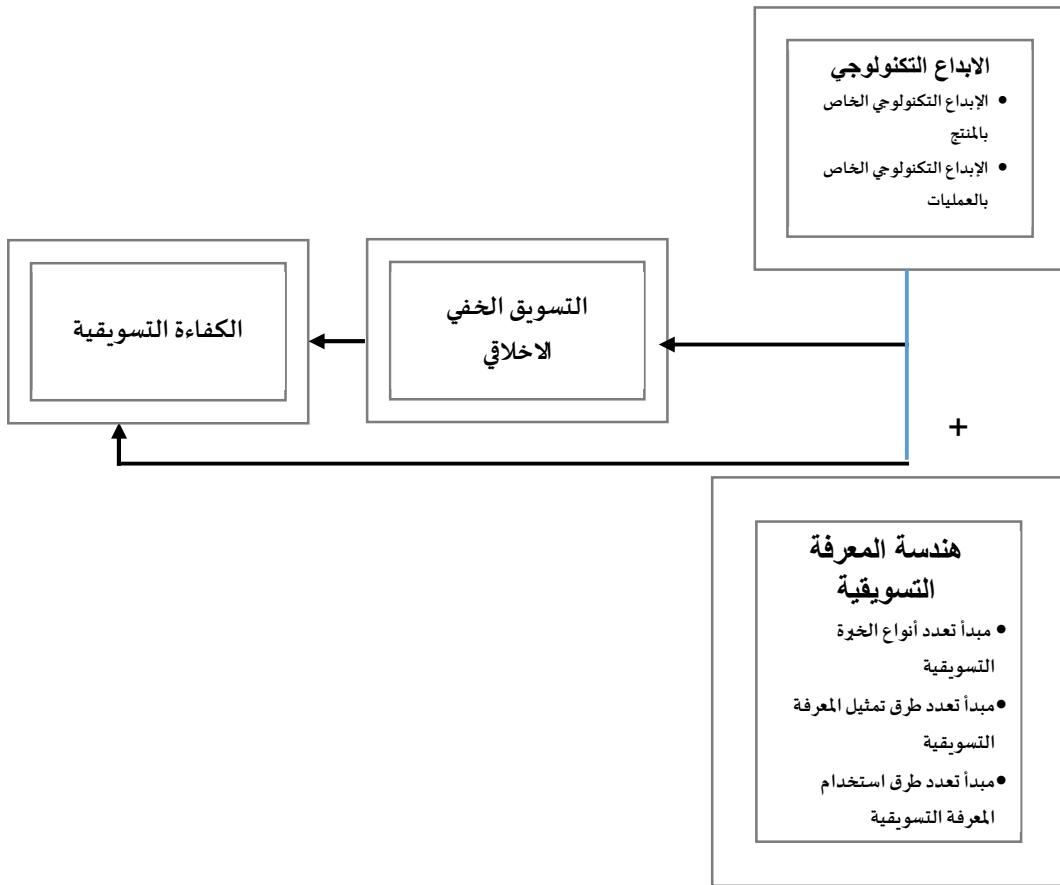 الابداع التكنولوجي
• الإبداع التكنولوجي الخاص
بالمنتج
• الإبداع التكنولوجي الخاص
بالعمليات
التسويق الخفي
الاخلاقي
الكفاءة التسويقية
+
هندسة المعرفة
التسويقية
• مبدأ تعدد أنواع الخبرة
التسويقية
• مبدأ تعدد طرق تمثيل المعرفة
التسويقية
• مبدأ تعدد طرق استخدام
المعرفة التسويقية